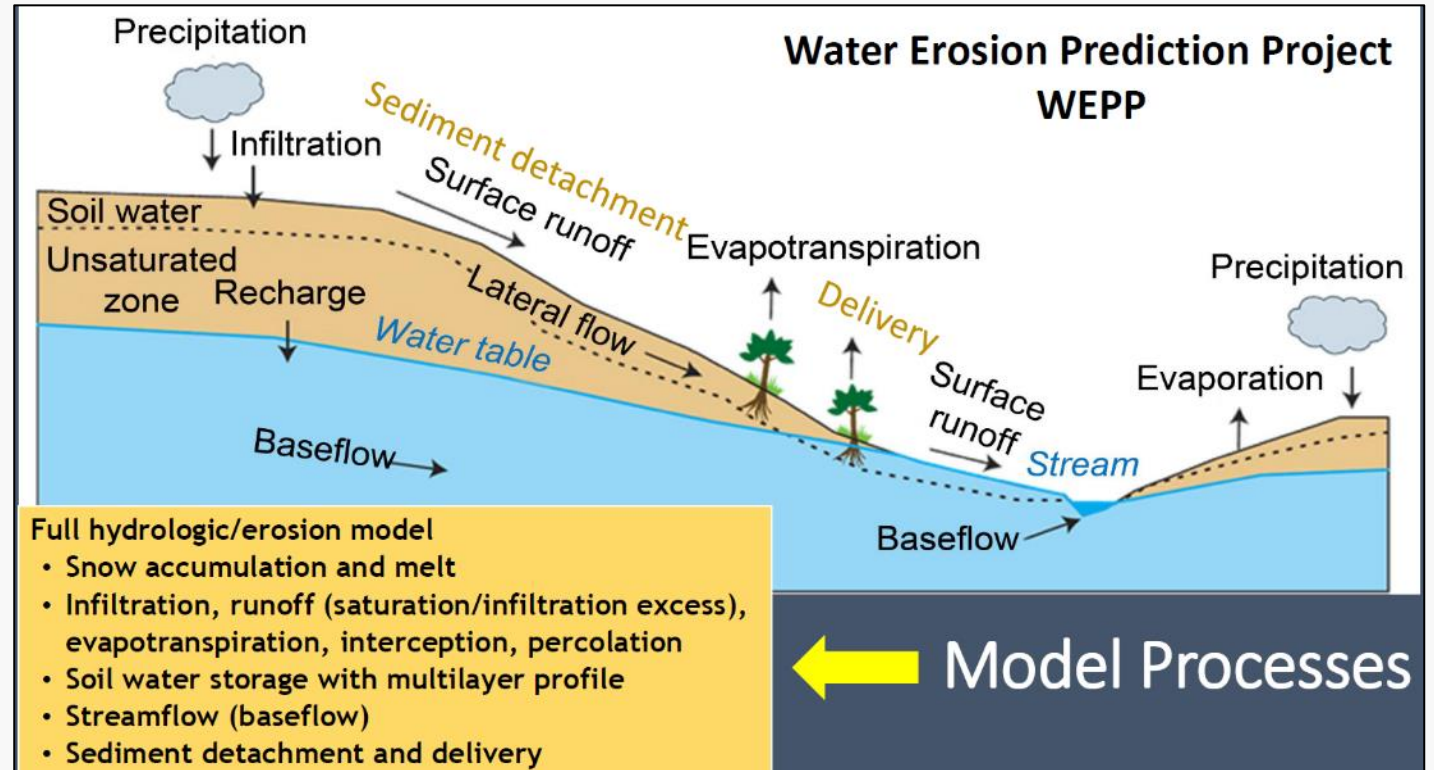 Precipitation
Water Erosion Prediction Project
WEPP
Sediment detachment
Infiltration
Surface runoff
Soil water
Evapotranspiration
Unsaturated
zone
Recharge
Lateral flow
Delivery
Precipitation
Water table
Surface
runoff
Evaporation
Baseflow
Stream
Baseflow
Full hydrologic/erosion model
• Snow accumulation and melt
• Infiltration, runoff (saturation/infiltration excess),
evapotranspiration, interception, percolation
• Soil water storage with multilayer profile
• Streamflow (baseflow)
• Sediment detachment and delivery
Model Processes